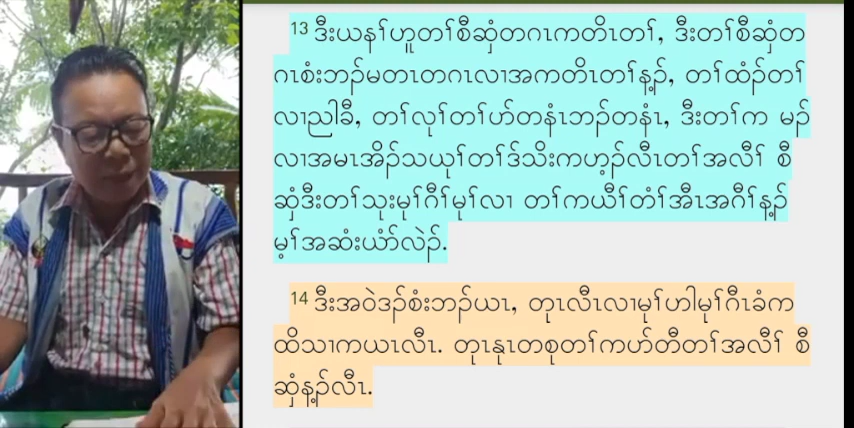 13 ဒီးယနၢ်ဟူတၢ်စီဆှံတဂၤကတိၤတၢ်, ဒီးတၢ်စီဆှံတ
ဂၤစံးဘၣ်မတၤတဂၤလၢအကတိၤတၢ်န့ၣ်, တၢ်ထံၣ်တၢ်
လၢညါခီ, တၢ်လုၢ်တၢ်ဟ်တနံၤဘၣ်တနံၤ, ဒီးတၢ်က မၣ်
လၢအမၤအိၣ်သယုၢ်တၢ်ဒ်သိးကဟ့ၣ်လီၤတၢ်အလီၢ် စီ
ဆှံဒီးတၢ်သုးမုၢ်ဂီၢ်မုၢ်လၢ တၢ်ကယီၢ်တံၢ်အီၤအဂီၢ်န့ၣ်
မ့ၢ်အဆံးယံာ်လဲၣ်.
14 ဒီးအဝဲဒၣ်စံးဘၣ်ယၤ, တုၤလီၤလၢမုၢ်ဟါမုၢ်ဂီၤခံက
ထိသၢကယၤလီၤ. တုၤနုၤတစုတၢ်ကဟ်တီတၢ်အလီၢ် စီ
ဆှံန့ၣ်လီၤ.